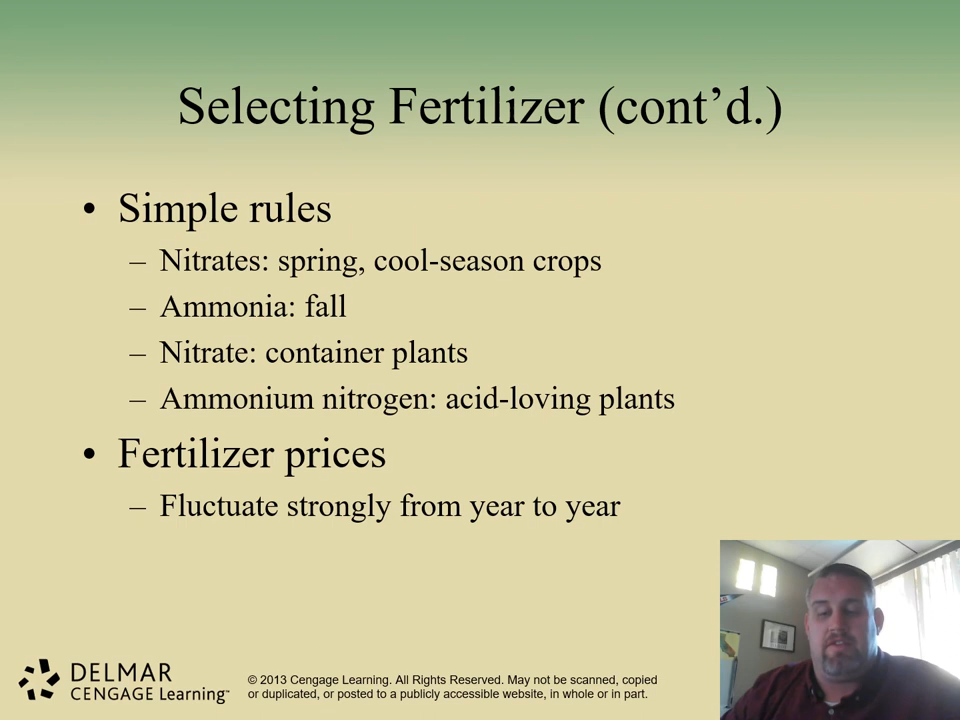 Selecting Fertilizer (cont’d.)
• Simple rules
– Nitrates: spring, cool-season crops
– Ammonia: fall
– Nitrate: container plants
– Ammonium nitrogen: acid-loving plants
• Fertilizer prices
– Fluctuate strongly from year to year
DELMAR
CENGAGE Learning™
© 2013 Cengage Learning. All Rights Reserved. May not be scanned, copied
or duplicated, or posted to a publicly accessible website, in whole or in part.